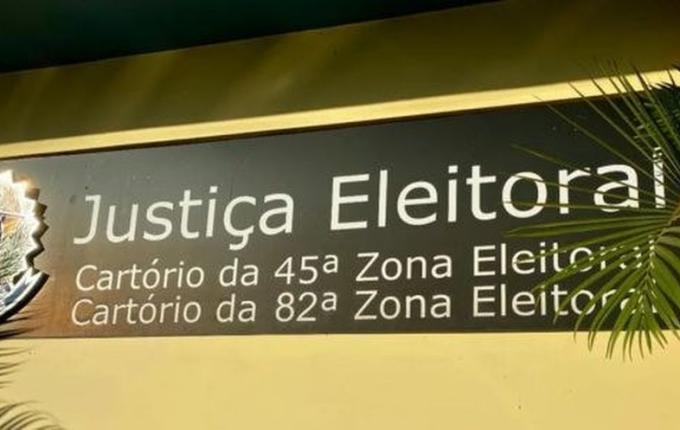 Justiça Eleitoral
Cartório da 45ª Zona Eleitoral
Cartório da 82ª Zona Eleitoral